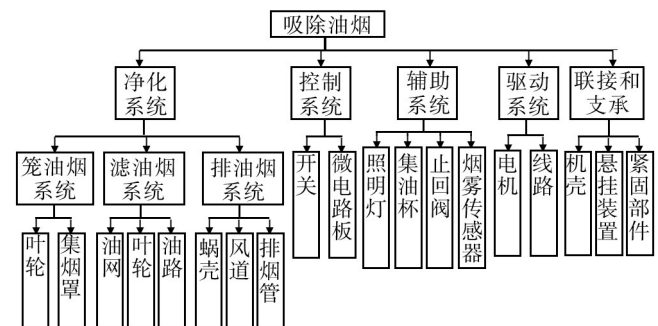 吸除油烟
净化
系统
控制
系统
辅助
系统
驱动
系统
联接和
支承
笼油烟
系统
滤油烟
系统
排油烟
系统
开关
微电路板
照明灯
集油杯
止回阀
烟雾传感器
电机
线路
机壳
悬挂装置
紧固部件
叶轮
集烟罩
油网
叶轮
油路
蜗壳
风道
排烟管